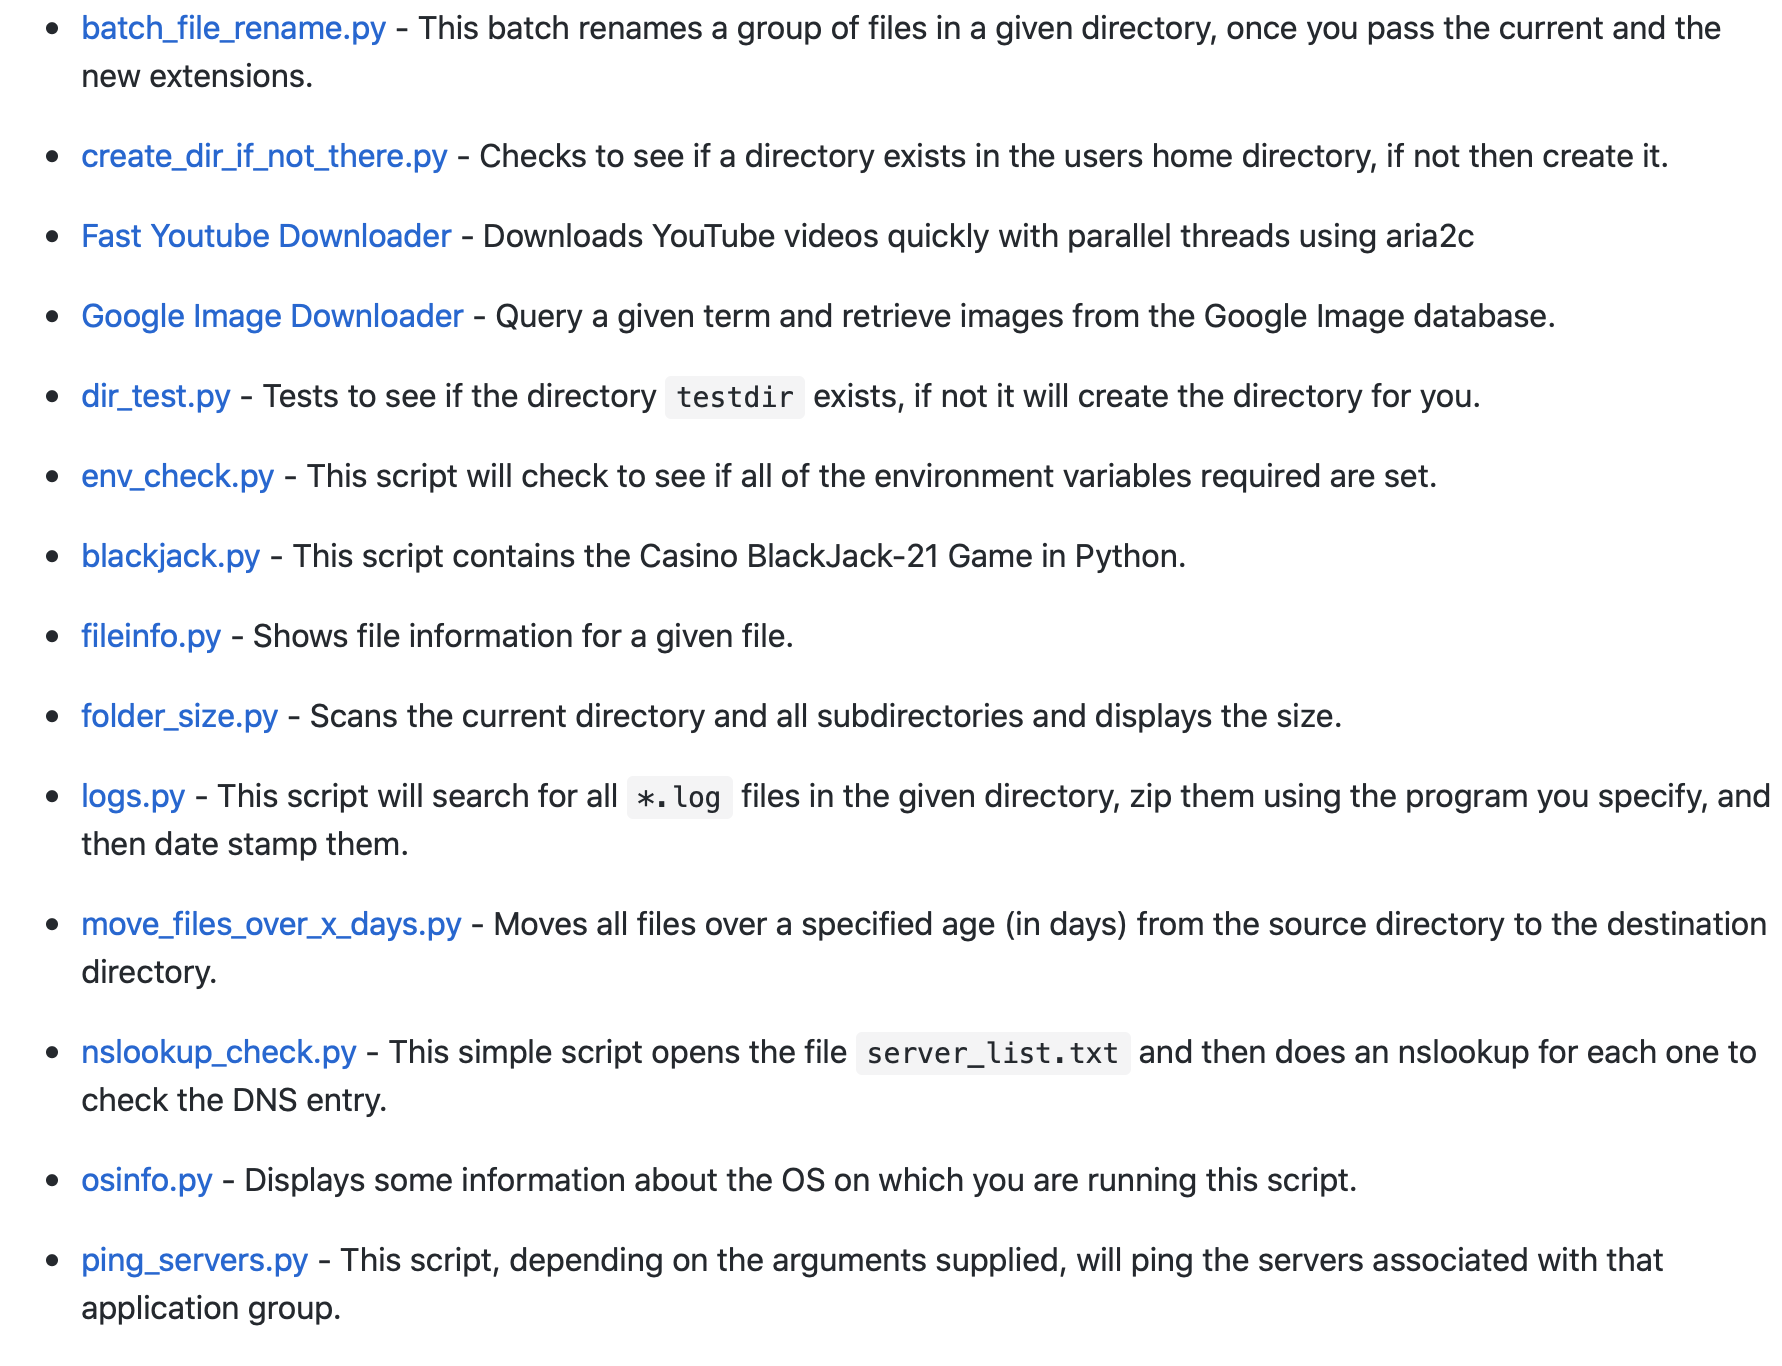 • batch_file_rename.py - This batch renames a group of files in a given directory, once you pass the current and the
new extensions.
• create_dir_if_not_there.py - Checks to see if a directory exists in the users home directory, if not then create it.
• Fast Youtube Downloader - Downloads YouTube videos quickly with parallel threads using aria2c
• Google Image Downloader - Query a given term and retrieve images from the Google Image database.
• dir_test.py - Tests to see if the directory testdir exists, if not it will create the directory for you.
• env_check.py - This script will check to see if all of the environment variables required are set.
• blackjack.py - This script contains the Casino BlackJack-21 Game in Python.
• fileinfo.py - Shows file information for a given file.
• folder_size.py - Scans the current directory and all subdirectories and displays the size.
• logs.py - This script will search for all *.log files in the given directory, zip them using the program you specify, and
then date stamp them.
• move_files_over_x_days.py - Moves all files over a specified age (in days) from the source directory to the destination
directory.
• nslookup_check.py - This simple script opens the file server_list.txt and then does an nslookup for each one to
check the DNS entry.
• osinfo.py - Displays some information about the OS on which you are running this script.
• ping_servers.py - This script, depending on the arguments supplied, will ping the servers associated with that
application group.